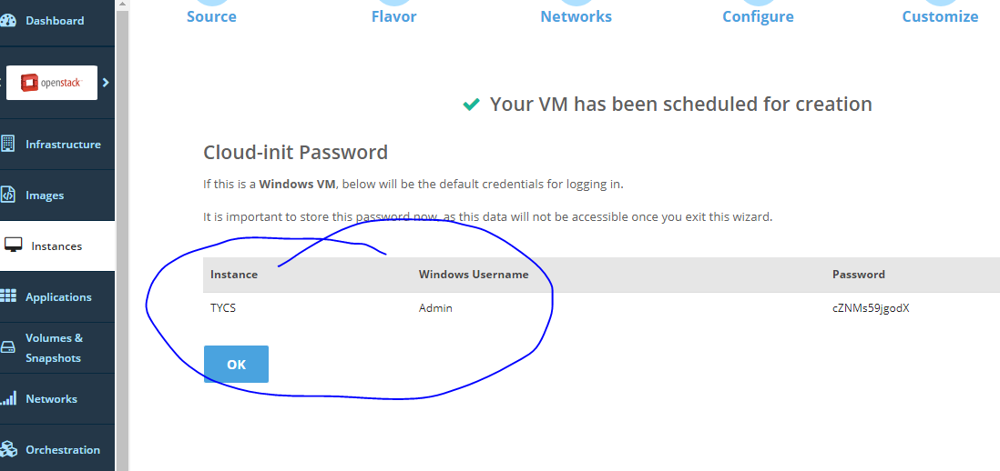 Source Flavor Networks Configure Customize
Dashboard
openstack™
Infrastructure
Images
Instances
Applications
Volumes &
Snapshots
Networks
Orchestration
Your VM has been scheduled for creation
Cloud-init Password
If this is a Windows VM, below will be the default credentials for logging in.
It is important to store this password now, as this data will not be accessible once you exit this wizard.
Instance Windows Username Password
TYCS Admin cZNMs59jgodX
OK